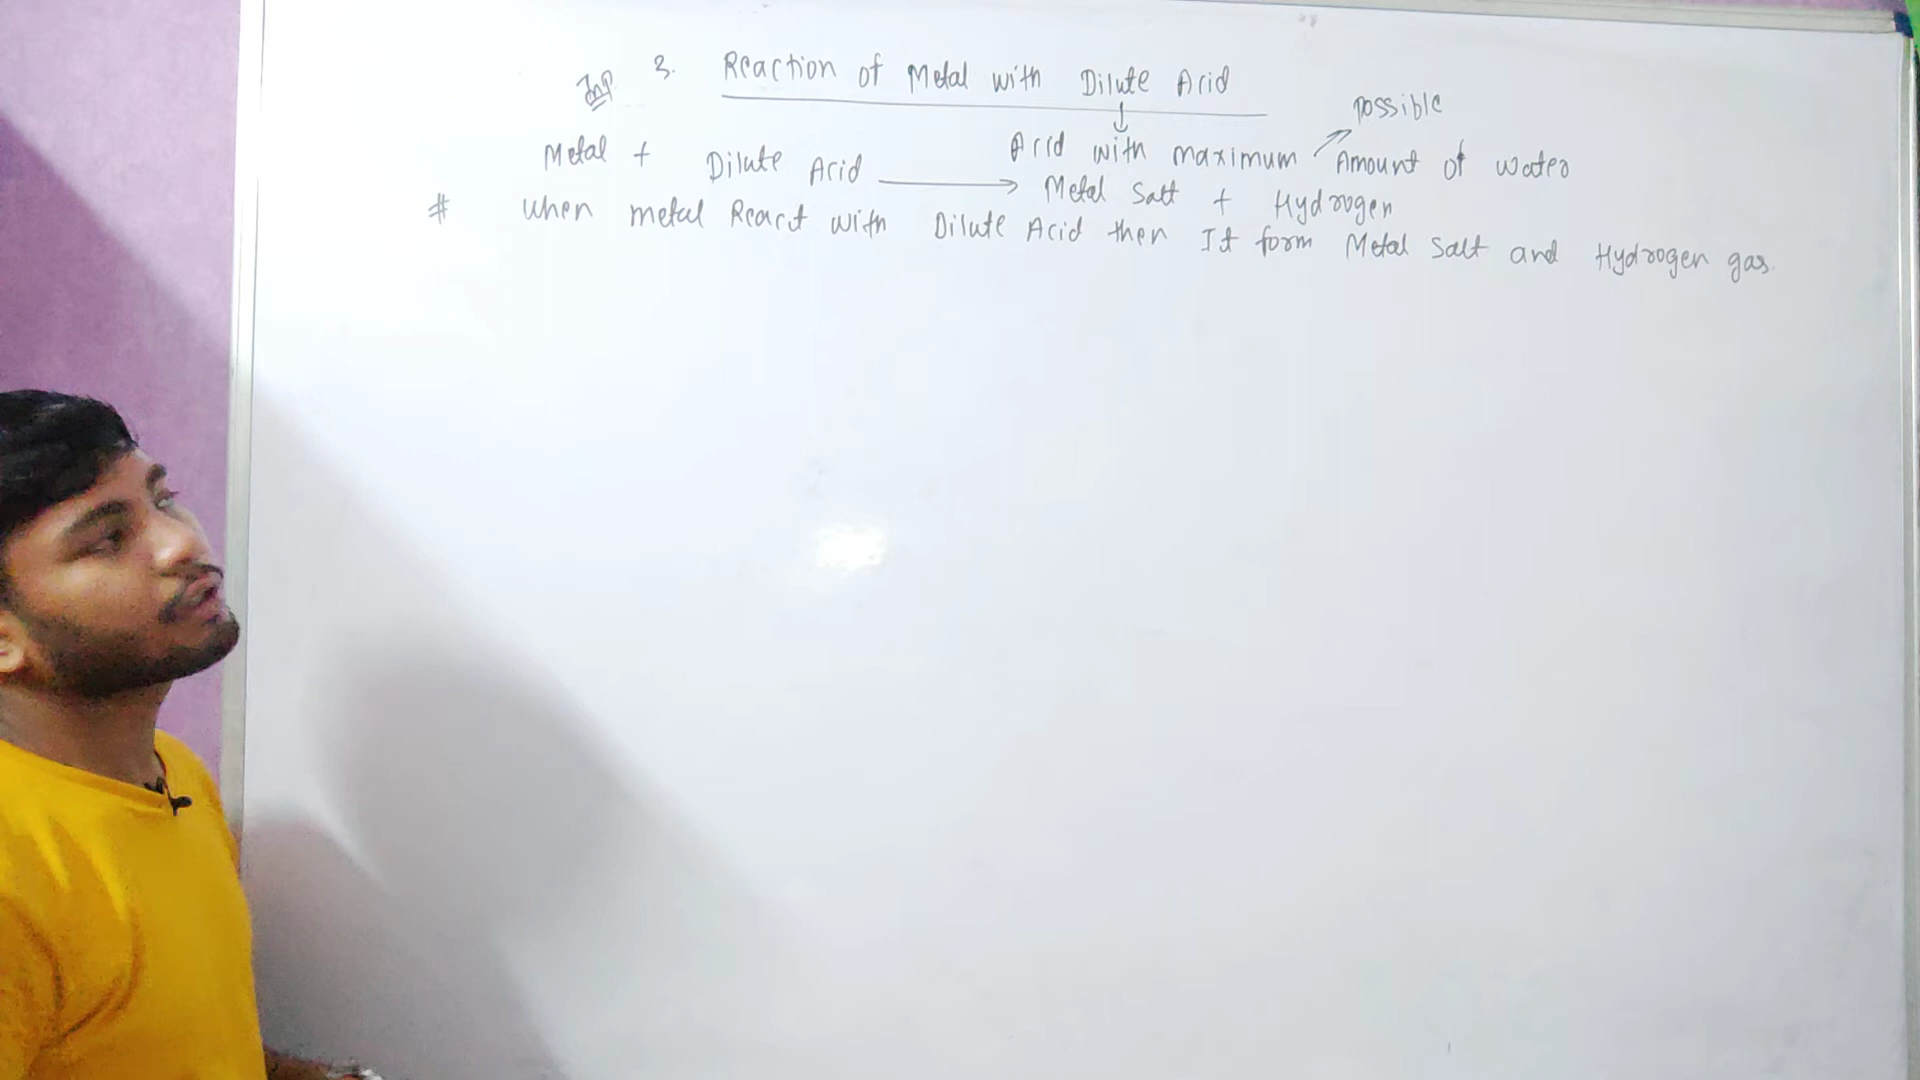 Imp 3. Reaction of Metal with Dilute Acid
possible
Acid with maximum Amount of water
Metal + Dilute Acid → Metal Salt + Hydrogen
# when metal React with Dilute Acid then It form Metal Salt and Hydrogen gas.